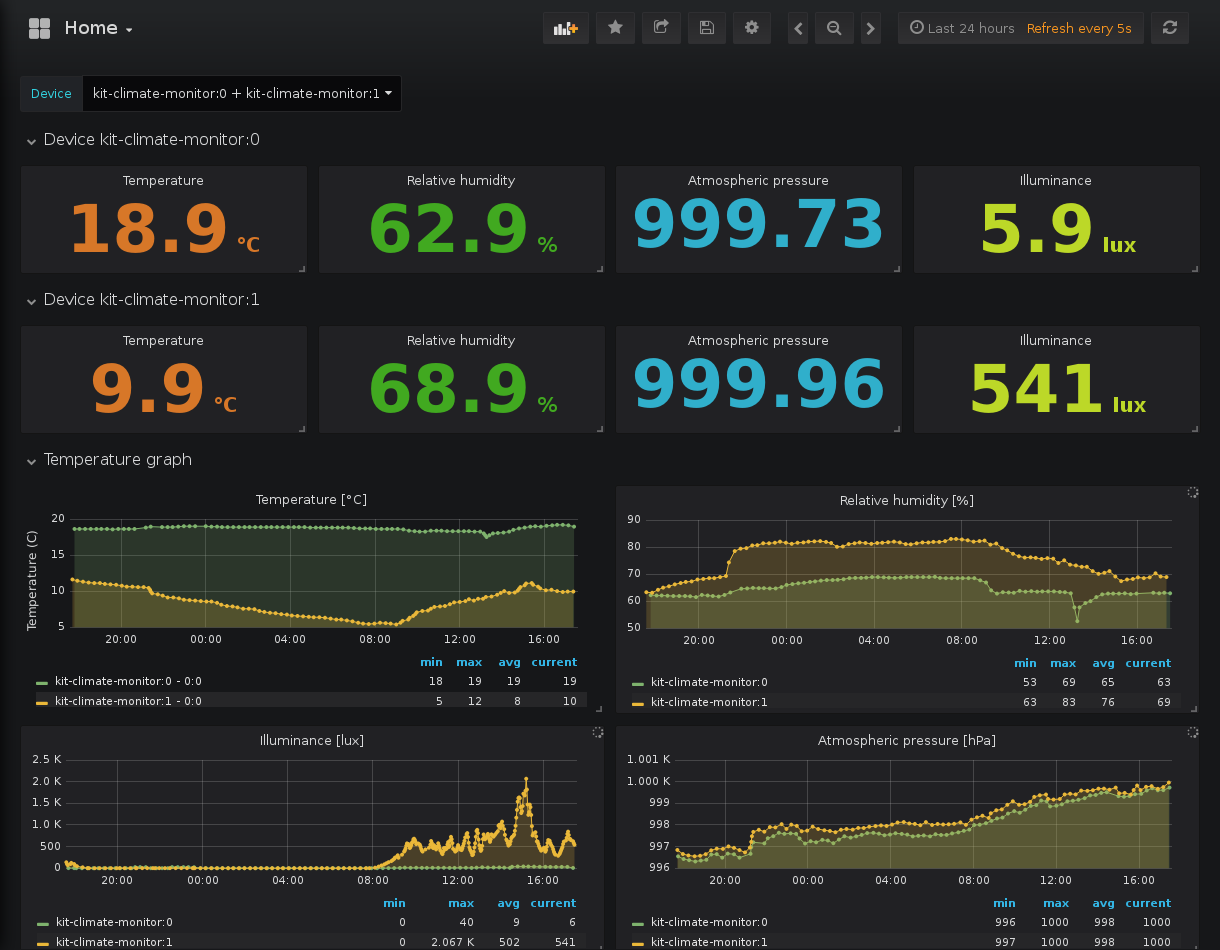 Home
Last 24 hours Refresh every 5s
Device kit-climate-monitor:0 + kit-climate-monitor:1
Device kit-climate-monitor:0
Temperature Relative humidity Atmospheric pressure Illuminance
18.9 °C 62.9 % 999.73 5.9 lux
Device kit-climate-monitor:1
Temperature Relative humidity Atmospheric pressure Illuminance
9.9 °C 68.9 % 999.96 541 lux
Temperature graph
Temperature [°C]
Temperature (C)
20
15
10
5
20:00 00:00 04:00 08:00 12:00 16:00
min max avg current
kit-climate-monitor:0 - 0:0 18 19 19 19
kit-climate-monitor:1 - 0:0 5 12 8 10
Relative humidity [%]
90
80
70
60
50
20:00 00:00 04:00 08:00 12:00 16:00
min max avg current
kit-climate-monitor:0 53 69 65 63
kit-climate-monitor:1 63 83 76 69
Illuminance [lux]
2.5 K
2.0 K
1.5 K
1.0 K
500
0
20:00 00:00 04:00 08:00 12:00 16:00
min max avg current
kit-climate-monitor:0 0 40 9 6
kit-climate-monitor:1 0 2.067 K 502 541
Atmospheric pressure [hPa]
1.001 K
1.000 K
999
998
997
996
20:00 00:00 04:00 08:00 12:00 16:00
min max avg current
kit-climate-monitor:0 996 1000 998 1000
kit-climate-monitor:1 997 1000 998 1000